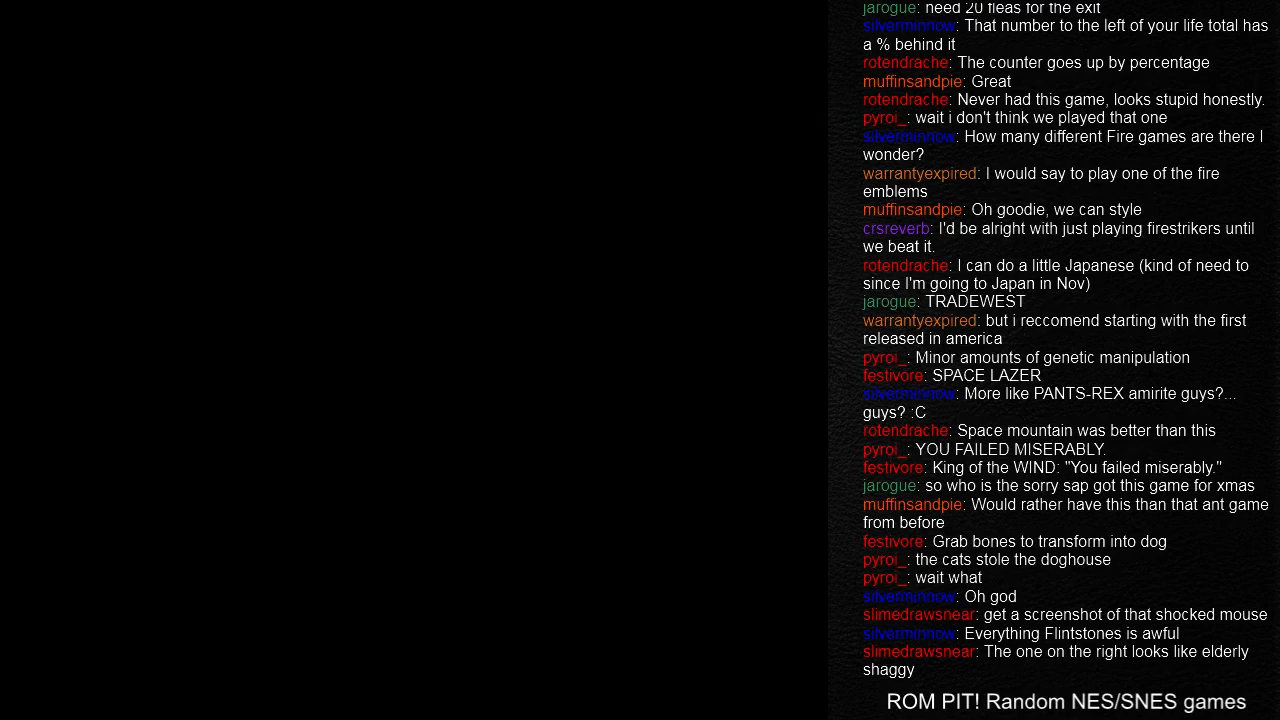 jarogue: need 20 fleas for the exit
silverminnow: That number to the left of your life total has
a % behind it
rotendrache: The counter goes up by percentage
muffinsandpie: Great
rotendrache: Never had this game, looks stupid honestly.
pyroi_: wait i don't think we played that one
silverminnow: How many different Fire games are there I
wonder?
warrantyexpired: I would say to play one of the fire
emblems
muffinsandpie: Oh goodie, we can style
crsreverb: I'd be alright with just playing firestrikers until
we beat it.
rotendrache: I can do a little Japanese (kind of need to
since I'm going to Japan in Nov)
jarogue: TRADEWEST
warrantyexpired: but i reccomend starting with the first
released in america
pyroi_: Minor amounts of genetic manipulation
festivore: SPACE LAZER
silverminnow: More like PANTS-REX amirite guys?...
guys? :C
rotendrache: Space mountain was better than this
pyroi_: YOU FAILED MISERABLY.
festivore: King of the WIND: "You failed miserably."
jarogue: so who is the sorry sap got this game for xmas
muffinsandpie: Would rather have this than that ant game
from before
festivore: Grab bones to transform into dog
pyroi_: the cats stole the doghouse
pyroi_: wait what
silverminnow: Oh god
slimedrawsnear: get a screenshot of that shocked mouse
silverminnow: Everything Flintstones is awful
slimedrawsnear: The one on the right looks like elderly
shaggy
ROM PIT! Random NES/SNES games